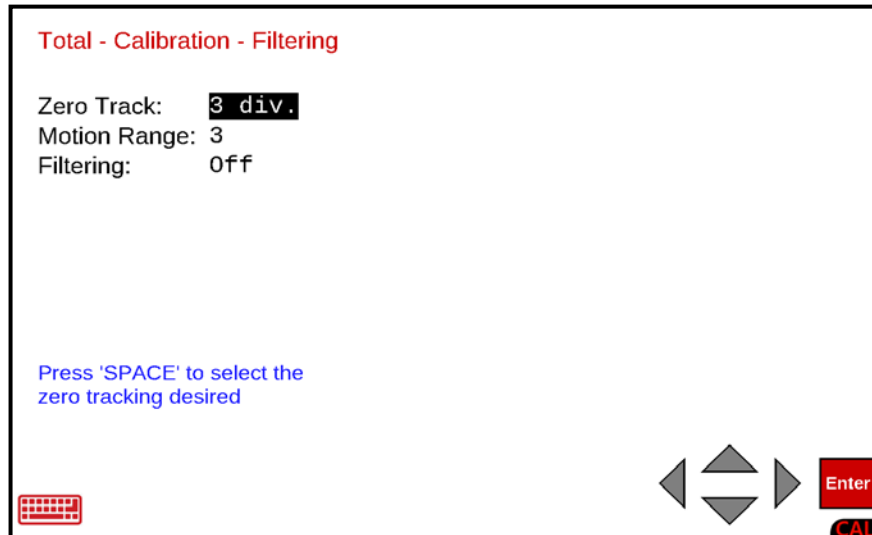 Total - Calibration - Filtering
Zero Track: 3 div.
Motion Range: 3
Filtering: Off
Press 'SPACE' to select the
zero tracking desired
Enter
CAL